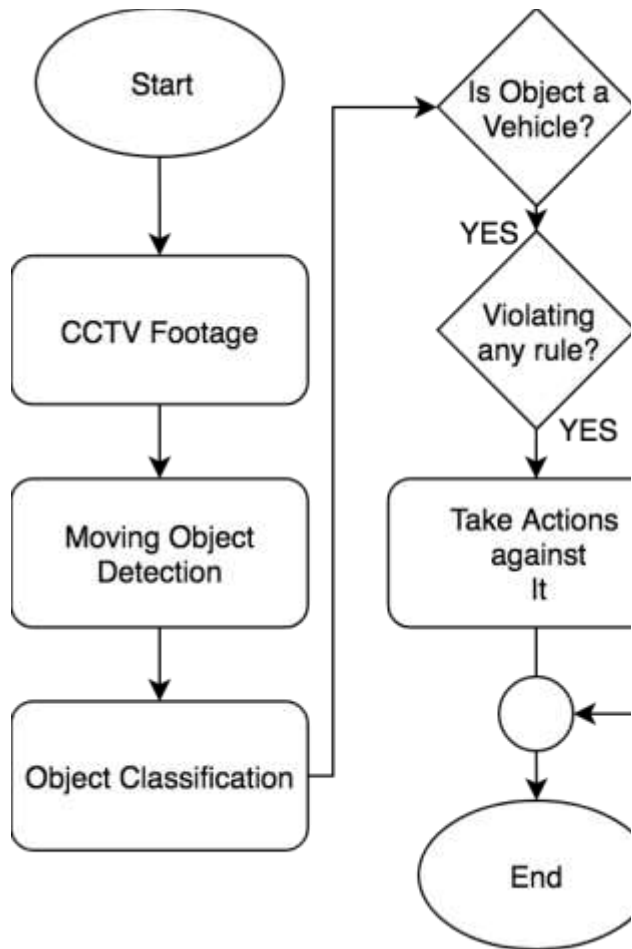 Start
CCTV Footage
Moving Object
Detection
Object Classification
Is Object a
Vehicle?
YES
Violating
any rule?
YES
Take Actions
against
It
End